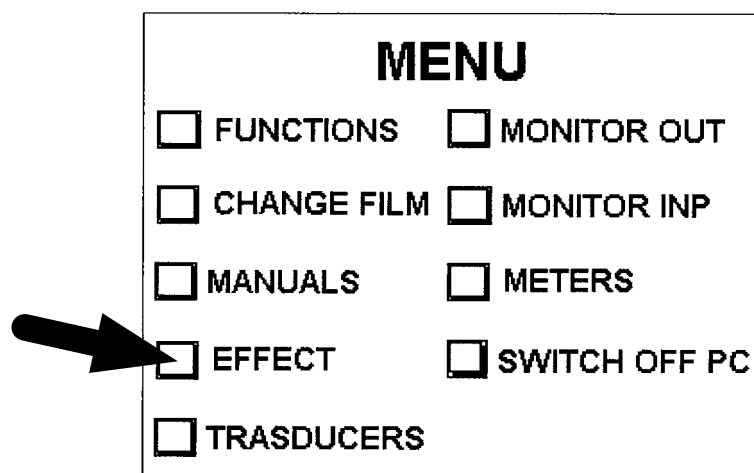 MENU
FUNCTIONS MONITOR OUT
CHANGE FILM MONITOR INP
MANUALS METERS
EFFECT SWITCH OFF PC
TRASDUCERS